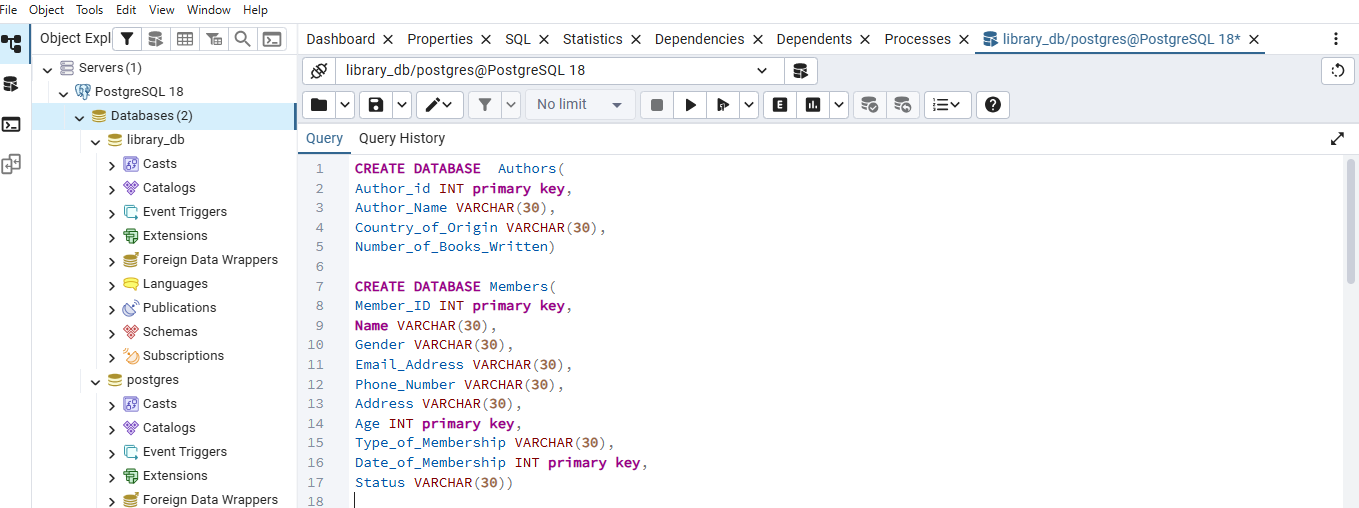 File Object Tools Edit View Window Help
Object Expl
Dashboard Properties SQL Statistics Dependencies Dependents Processes library_db/postgres@PostgreSQL 18*
Servers (1)
PostgreSQL 18
Databases (2)
library_db
Casts
Catalogs
Event Triggers
Extensions
Foreign Data Wrappers
Languages
Publications
Schemas
Subscriptions
postgres
Casts
Catalogs
Event Triggers
Extensions
Foreign Data Wrappers
library_db/postgres@PostgreSQL 18
No limit
E
Query Query History
1 CREATE DATABASE  Authors(
2 Author_id INT primary key,
3 Author_Name VARCHAR(30),
4 Country_of_Origin VARCHAR(30),
5 Number_of_Books_Written)
6
7 CREATE DATABASE Members(
8 Member_ID INT primary key,
9 Name VARCHAR(30),
10 Gender VARCHAR(30),
11 Email_Address VARCHAR(30),
12 Phone_Number VARCHAR(30),
13 Address VARCHAR(30),
14 Age INT primary key,
15 Type_of_Membership VARCHAR(30),
16 Date_of_Membership INT primary key,
17 Status VARCHAR(30))
18